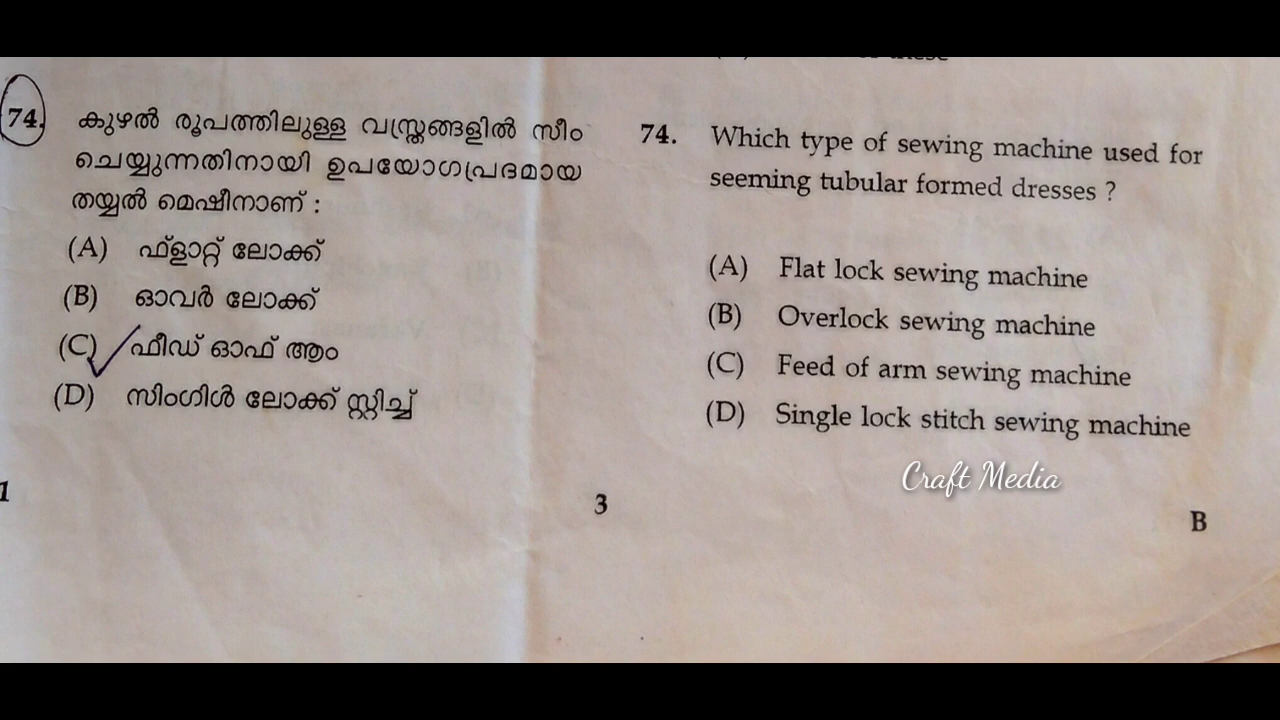 these
74. കുഴൽ രൂപത്തിലുള്ള വസ്ത്രങ്ങളിൽ സീം
ചെയ്യുന്നതിനായി ഉപയോഗപ്രദമായ
തയ്യൽ മെഷീനാണ് :
(A) ഫ്ളാറ്റ് ലോക്ക്
(B) ഓവർ ലോക്ക്
(C) ഫീഡ് ഓഫ് ആം
(D) സിംഗിൾ ലോക്ക് സ്റ്റിച്ച്
74. Which type of sewing machine used for
seeming tubular formed dresses ?
(A) Flat lock sewing machine
(B) Overlock sewing machine
(C) Feed of arm sewing machine
(D) Single lock stitch sewing machine
Craft Media
1 3 B